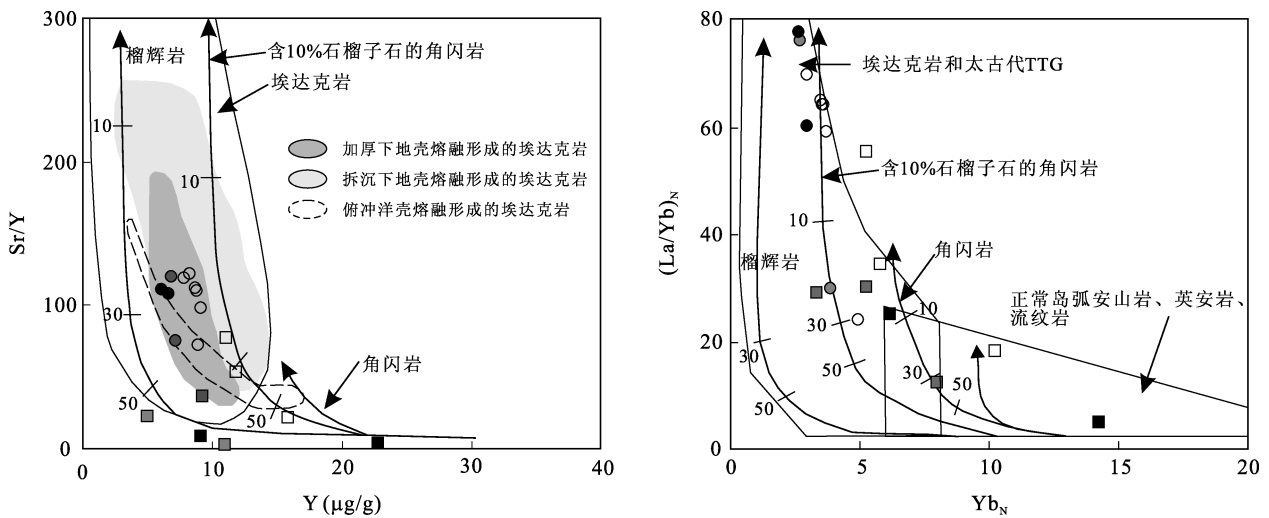 300
200
100
0
Sr/Y
0
10
20
30
40
Y (μg/g)
榴辉岩
含10%石榴子石的角闪岩
埃达克岩
10
10
加厚下地壳熔融形成的埃达克岩
拆沉下地壳熔融形成的埃达克岩
俯冲洋壳熔融形成的埃达克岩
30
角闪岩
50
50
80
60
40
20
0
(La/Yb)N
0
5
10
15
20
YbN
埃达克岩和太古代TTG
含10%石榴子石的角闪岩
10
榴辉岩
角闪岩
正常岛弧安山岩、英安岩、
流纹岩
10
30
30
50
30
50
50